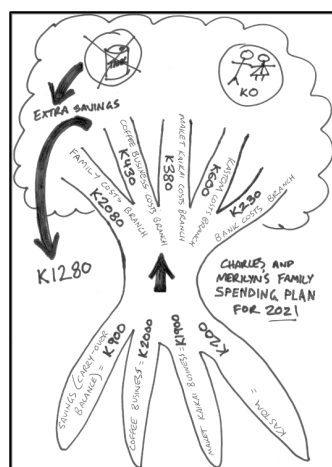 TANK
KO
EXTRA SAVINGS
K1280
FAMILY COSTS BRANCH
K2080
COFFEE BUSINESS COSTS BRANCH
K430
MARKET KAIKAI COSTS BRANCH
K380
KASTOM COSTS BRANCH
K600
BANK COSTS BRANCH
K230
CHARLES, AND
MERILYN'S FAMILY
SPENDING PLAN
FOR 2021
SAVINGS (CARRY-OVER
BALANCE) = K900
COFFEE BUSINESS = K2000
MARKET KAIKAI BUSINESS =
K1900
KASTOM =
K200